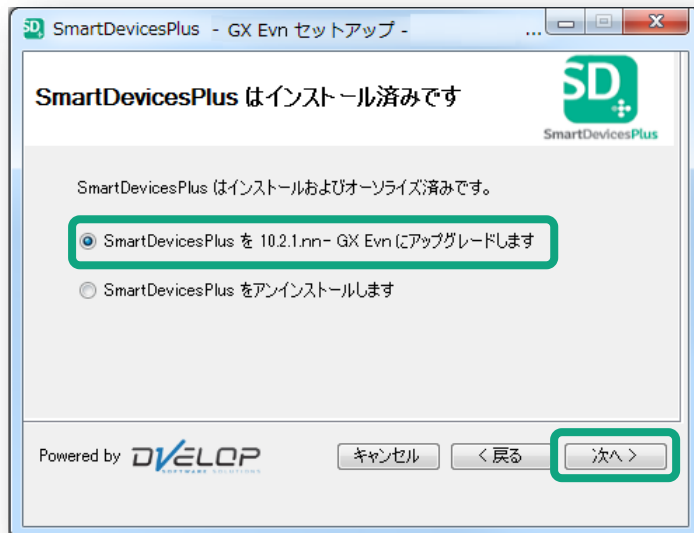 SmartDevicesPlus - GX Evn セットアップ - ...
SmartDevicesPlus はインストール済みです
SD
SmartDevicesPlus
SmartDevicesPlus はインストールおよびオーソライズ済みです。
SmartDevicesPlus を 10.2.1.nn- GX Evn にアップグレードします
SmartDevicesPlus をアンインストールします
Powered by DVELOP
SOFTWARE SOLUTIONS
キャンセル
< 戻る
次へ >